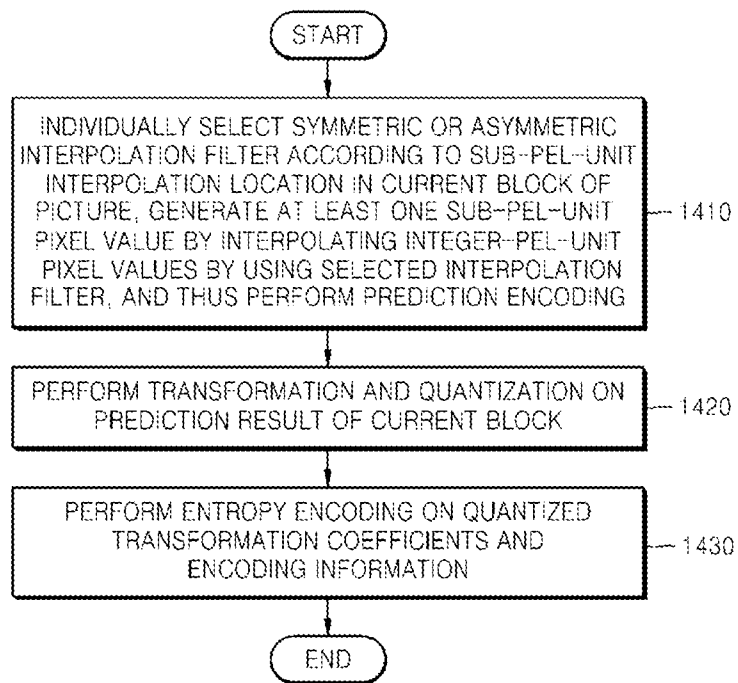 START
INDIVIDUALLY SELECT SYMMETRIC OR ASYMMETRIC
INTERPOLATION FILTER ACCORDING TO SUB-PEL-UNIT
INTERPOLATION LOCATION IN CURRENT BLOCK OF
PICTURE, GENERATE AT LEAST ONE SUB-PEL-UNIT
PIXEL VALUE BY INTERPOLATING INTEGER-PEL-UNIT
PIXEL VALUES BY USING SELECTED INTERPOLATION
FILTER, AND THUS PERFORM PREDICTION ENCODING
1410
PERFORM TRANSFORMATION AND QUANTIZATION ON
PREDICTION RESULT OF CURRENT BLOCK
1420
PERFORM ENTROPY ENCODING ON QUANTIZED
TRANSFORMATION COEFFICIENTS AND
ENCODING INFORMATION
1430
END